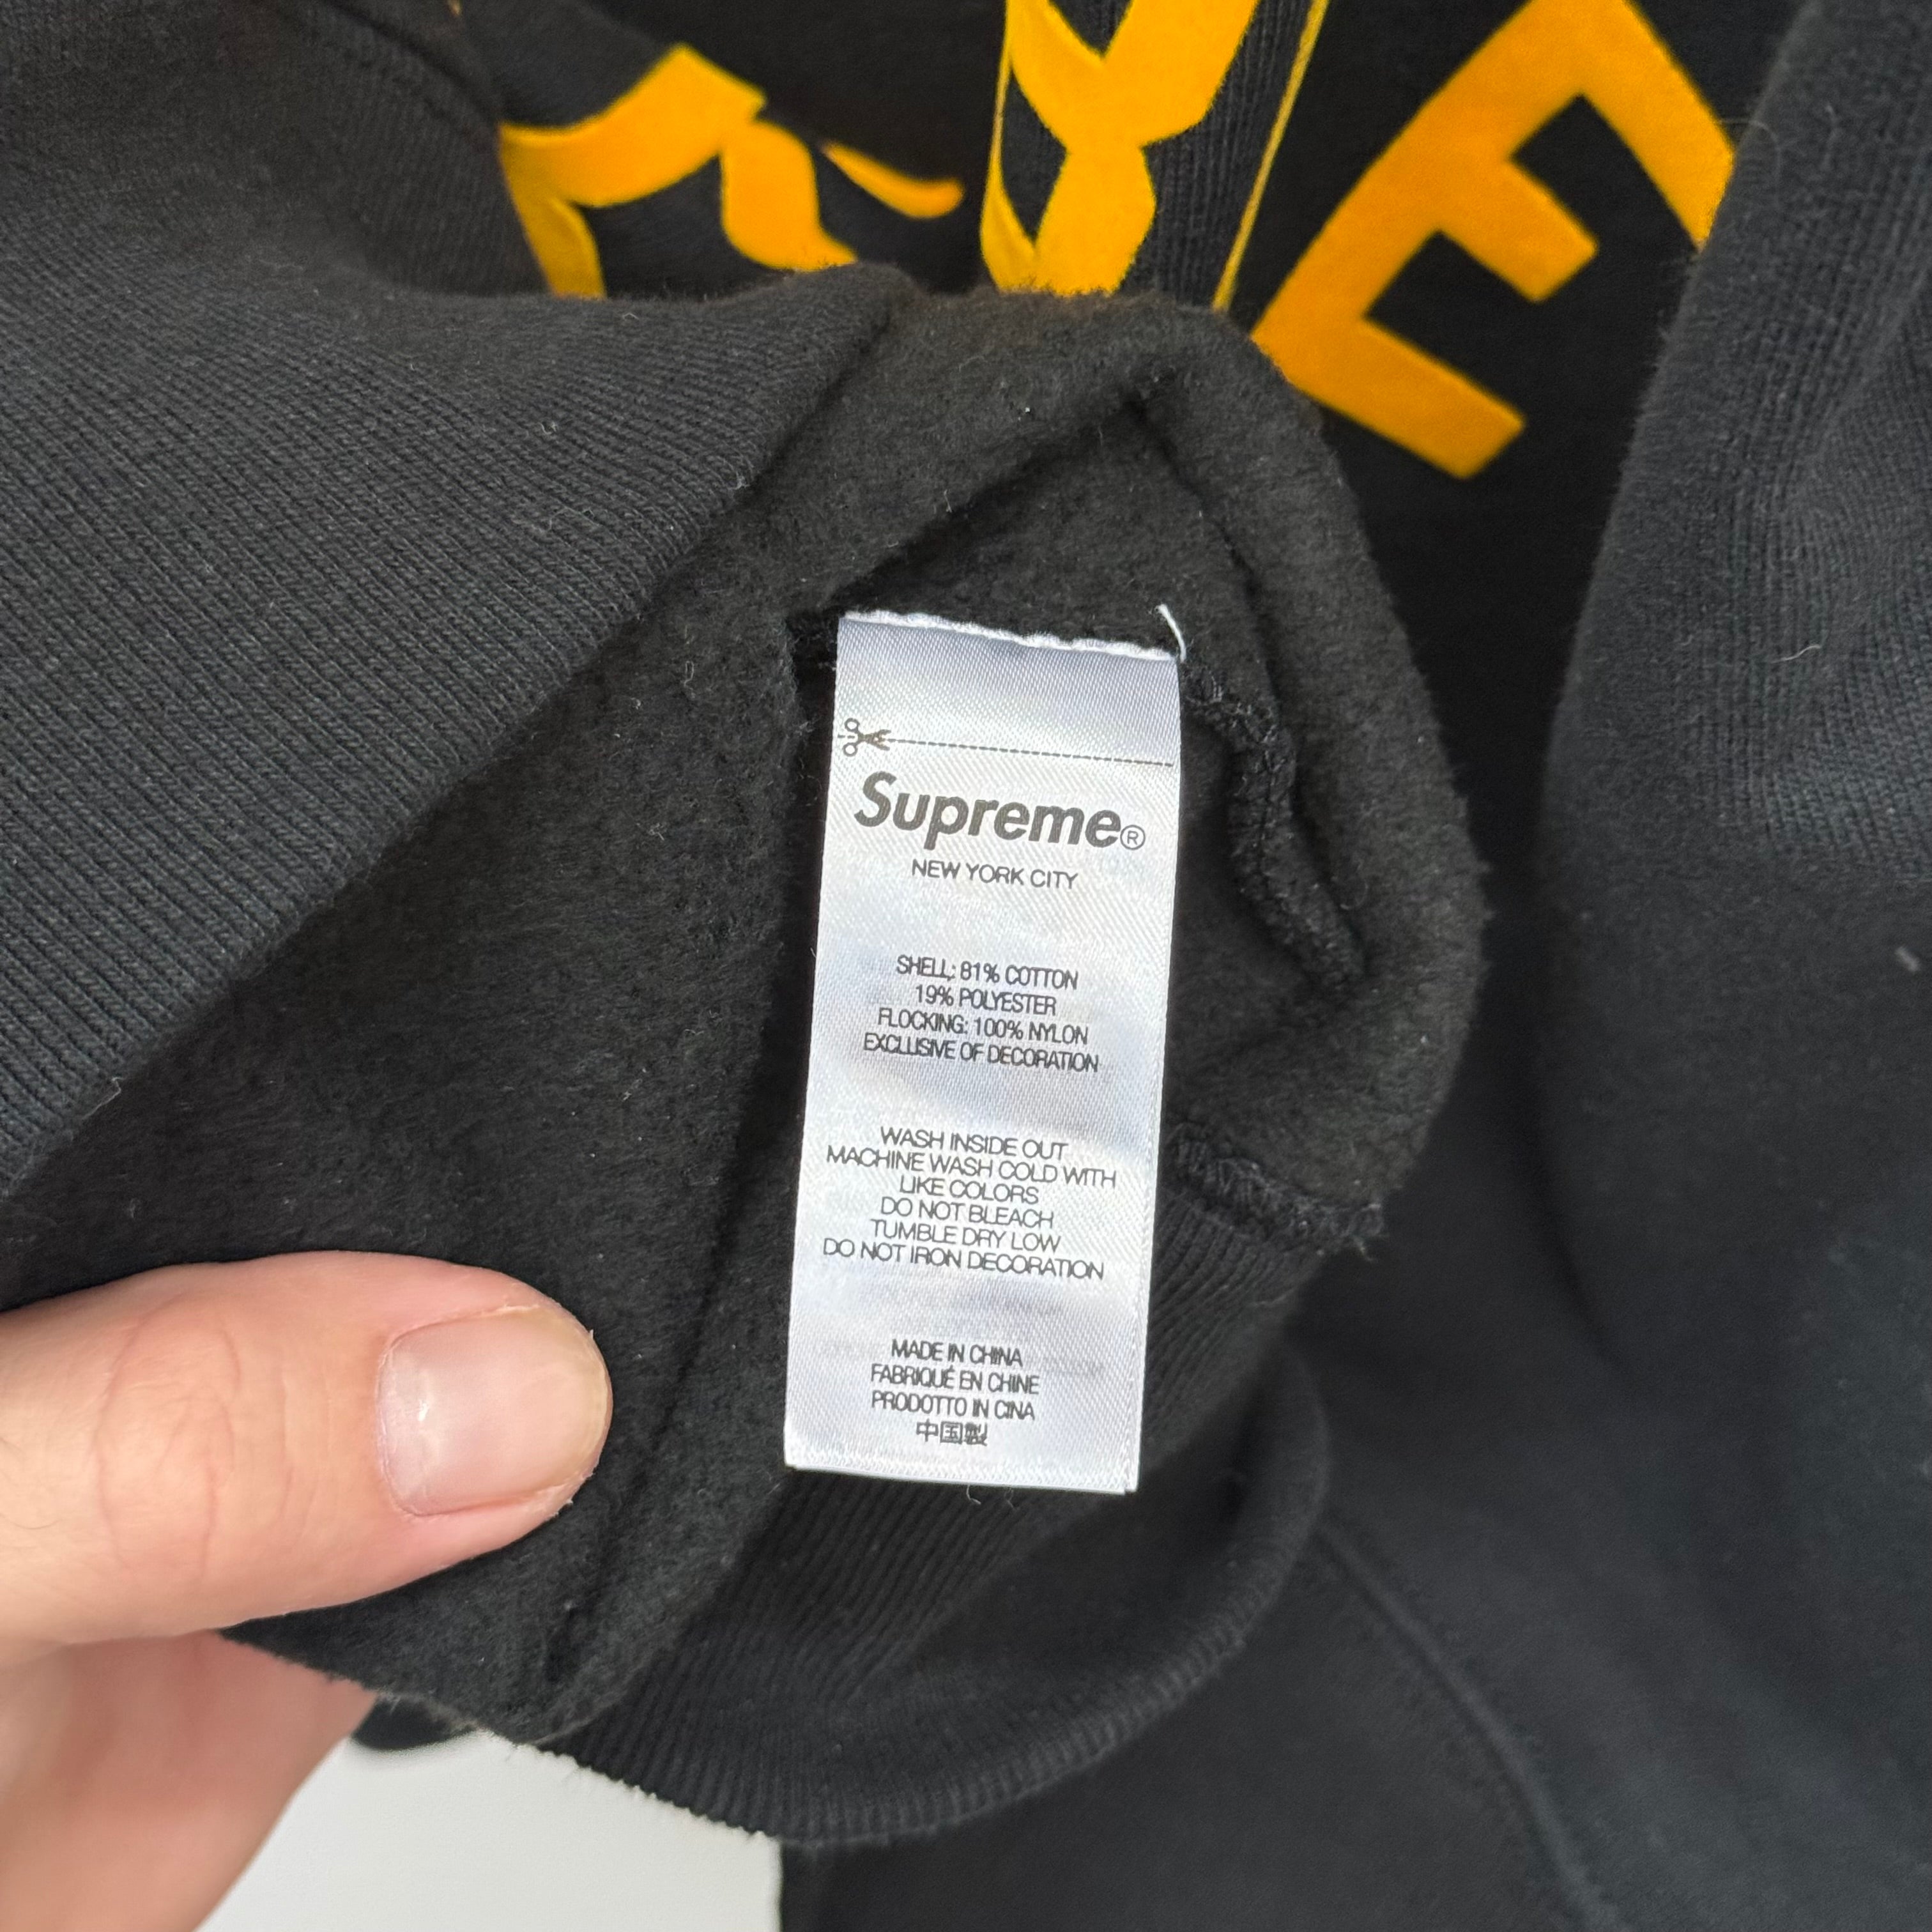 Supreme®
NEW YORK CITY
SHELL: 81% COTTON
19% POLYESTER
FLOCKING: 100% NYLON
EXCLUSIVE OF DECORATION
WASH INSIDE OUT
MACHINE WASH COLD WITH
LIKE COLORS
DO NOT BLEACH
TUMBLE DRY LOW
DO NOT IRON DECORATION
MADE IN CHINA
FABRIQUÉ EN CHINE
PRODOTTO IN CINA
中国製